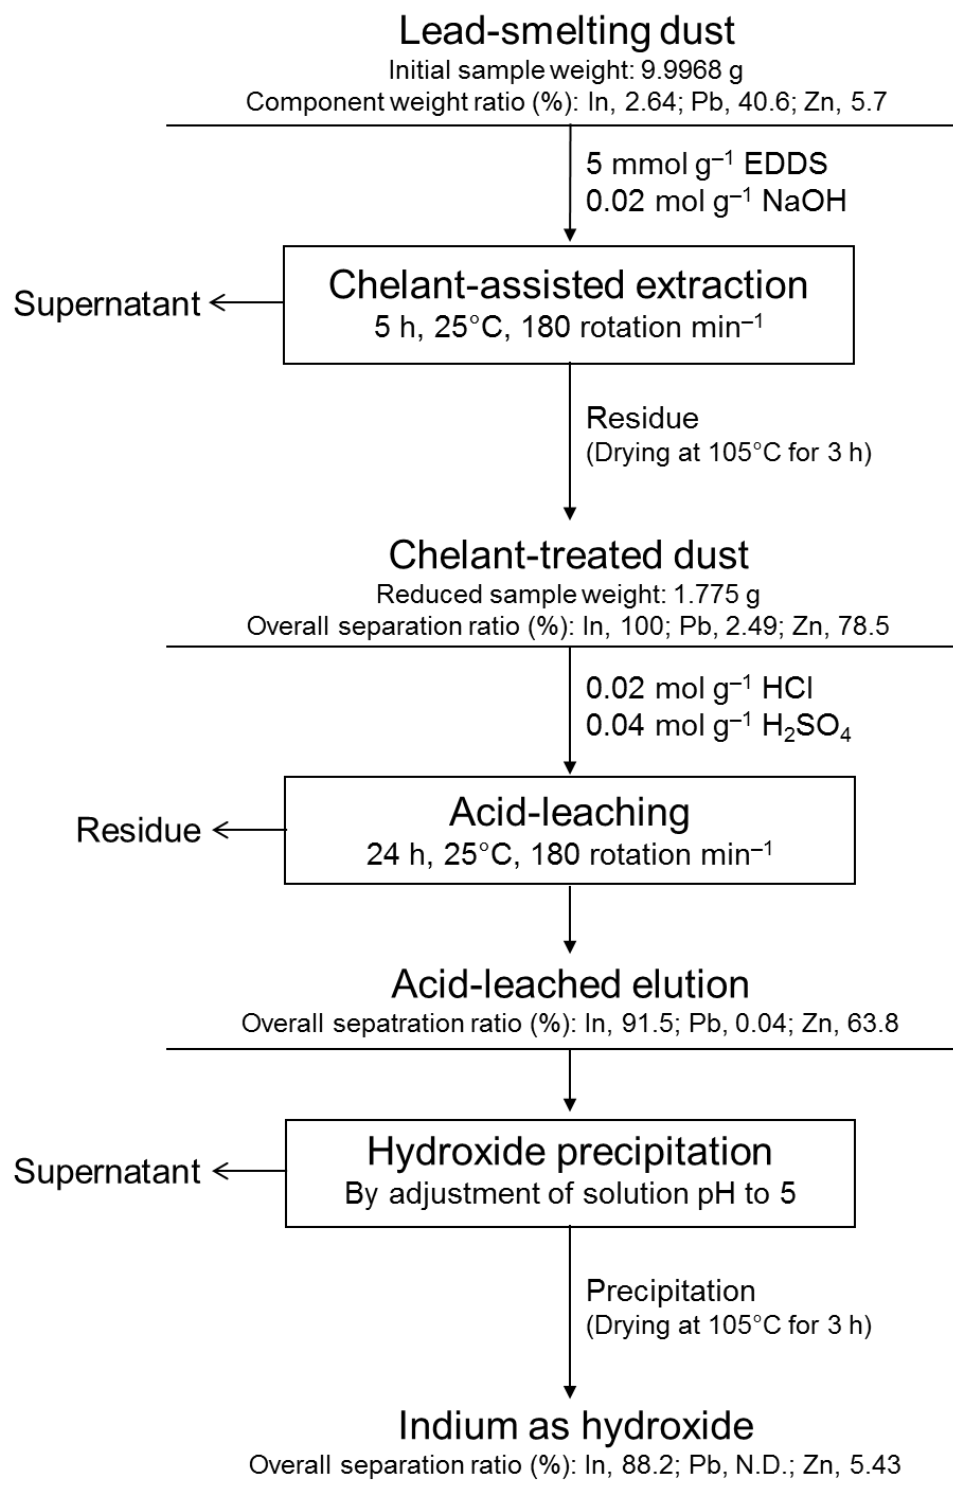 Lead-smelting dust
Initial sample weight: 9.9968 g
Component weight ratio (%): In, 2.64; Pb, 40.6; Zn, 5.7
5 mmol g⁻¹ EDDS
0.02 mol g⁻¹ NaOH
Chelant-assisted extraction
5 h, 25°C, 180 rotation min⁻¹
Supernatant
Residue
(Drying at 105°C for 3 h)
Chelant-treated dust
Reduced sample weight: 1.775 g
Overall separation ratio (%): In, 100; Pb, 2.49; Zn, 78.5
0.02 mol g⁻¹ HCl
0.04 mol g⁻¹ H₂SO₄
Acid-leaching
24 h, 25°C, 180 rotation min⁻¹
Residue
Acid-leached elution
Overall sepatration ratio (%): In, 91.5; Pb, 0.04; Zn, 63.8
Hydroxide precipitation
By adjustment of solution pH to 5
Supernatant
Precipitation
(Drying at 105°C for 3 h)
Indium as hydroxide
Overall separation ratio (%): In, 88.2; Pb, N.D.; Zn, 5.43